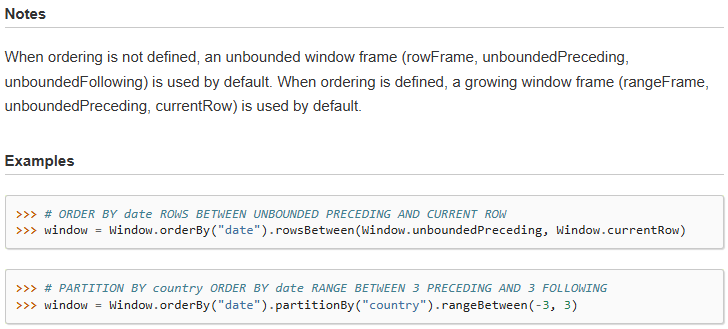 Notes
When ordering is not defined, an unbounded window frame (rowFrame, unboundedPreceding,
unboundedFollowing) is used by default. When ordering is defined, a growing window frame (rangeFrame,
unboundedPreceding, currentRow) is used by default.
Examples
>>> # ORDER BY date ROWS BETWEEN UNBOUNDED PRECEDING AND CURRENT ROW
>>> window = Window.orderBy("date").rowsBetween(Window.unboundedPreceding, Window.currentRow)
>>> # PARTITION BY country ORDER BY date RANGE BETWEEN 3 PRECEDING AND 3 FOLLOWING
>>> window = Window.orderBy("date").partitionBy("country").rangeBetween(-3, 3)